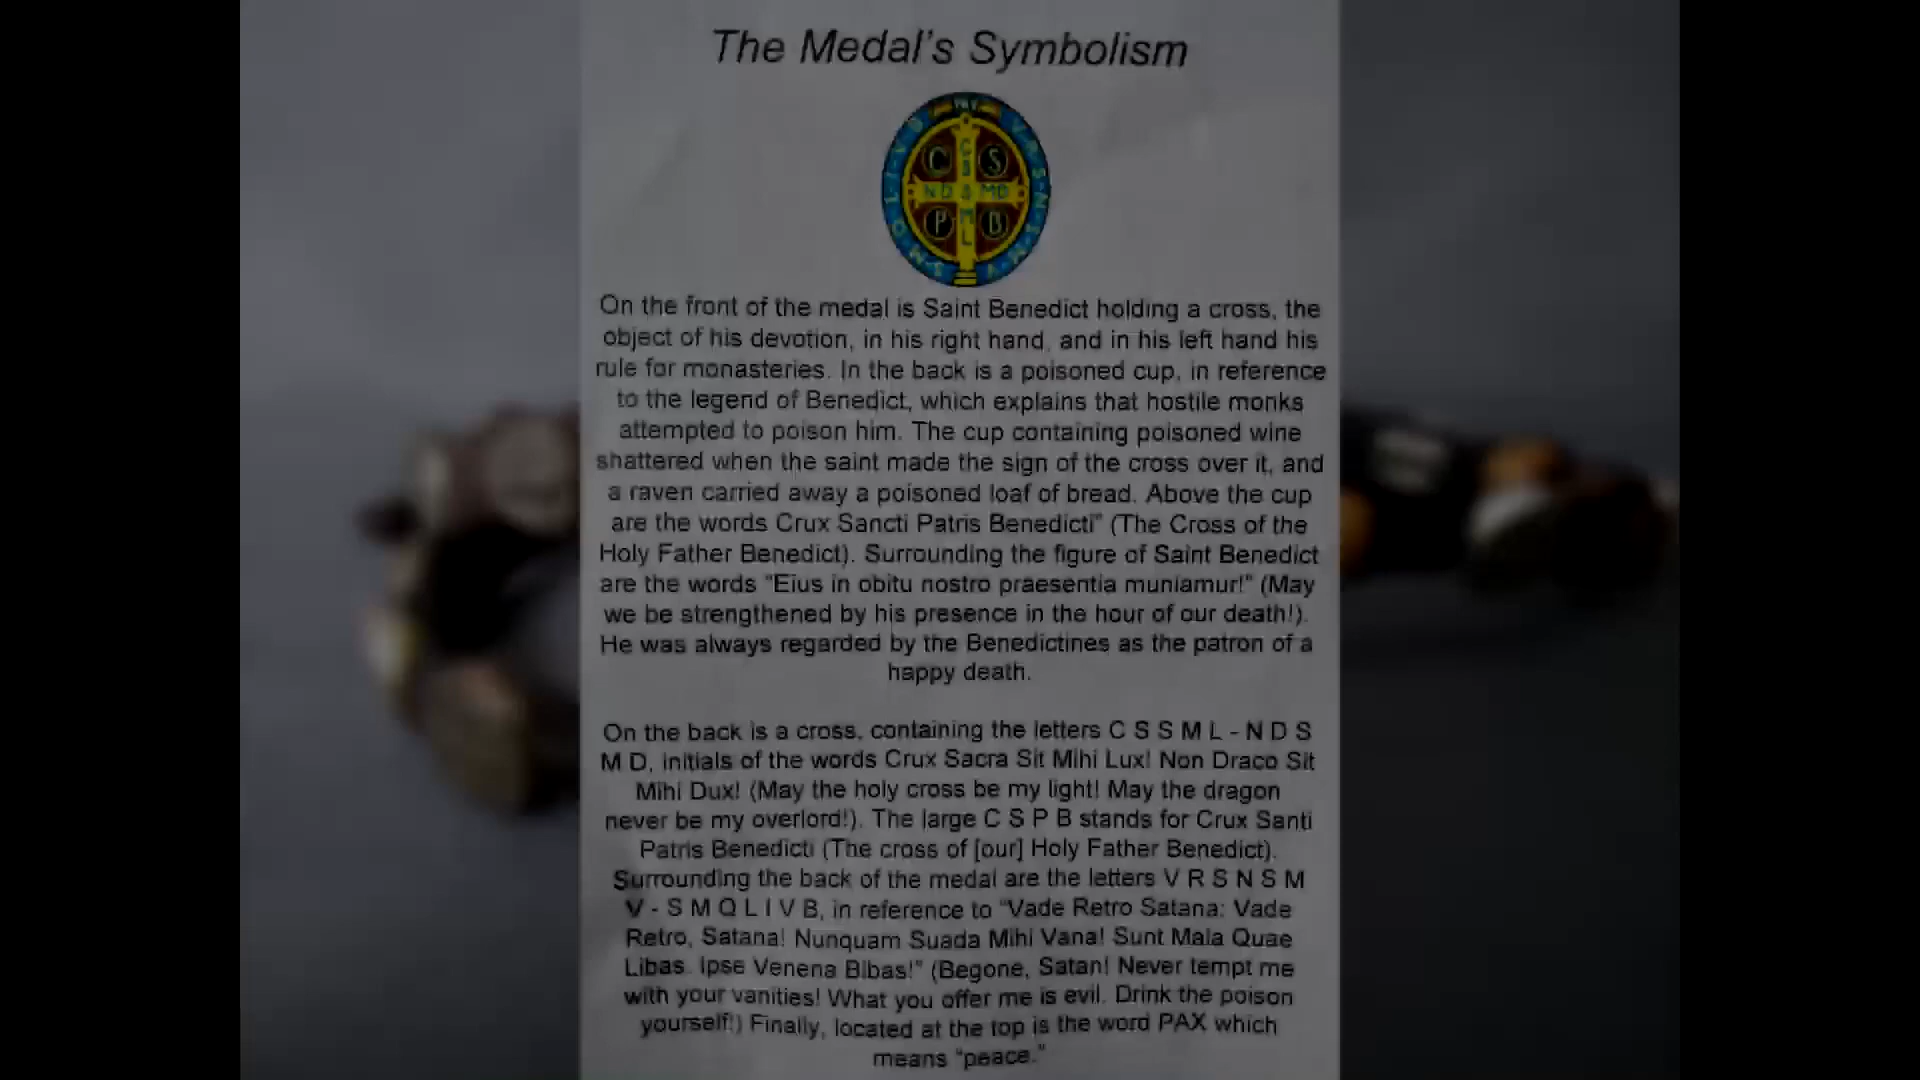 The Medal's Symbolism
C S
P B
C
S
N D S M D
M
L
On the front of the medal is Saint Benedict holding a cross, the
object of his devotion, in his right hand, and in his left hand his
rule for monasteries. In the back is a poisoned cup, in reference
to the legend of Benedict, which explains that hostile monks
attempted to poison him. The cup containing poisoned wine
shattered when the saint made the sign of the cross over it, and
a raven carried away a poisoned loaf of bread. Above the cup
are the words Crux Sancti Patris Benedicti" (The Cross of the
Holy Father Benedict). Surrounding the figure of Saint Benedict
are the words "Eius in obitu nostro praesentia muniamur!" (May
we be strengthened by his presence in the hour of our death!).
He was always regarded by the Benedictines as the patron of a
happy death.
On the back is a cross, containing the letters C S S M L - N D S
M D, initials of the words Crux Sacra Sit Mihi Lux! Non Draco Sit
Mihi Dux! (May the holy cross be my light! May the dragon
never be my overlord!). The large C S P B stands for Crux Santi
Patris Benedicti (The cross of [our] Holy Father Benedict).
Surrounding the back of the medal are the letters V R S N S M
V - S M Q L I V B, in reference to "Vade Retro Satana: Vade
Retro, Satana! Nunquam Suada Mihi Vana! Sunt Mala Quae
Libas. Ipse Venena Bibas!" (Begone, Satan! Never tempt me
with your vanities! What you offer me is evil. Drink the poison
yourself!) Finally, located at the top is the word PAX which
means "peace."